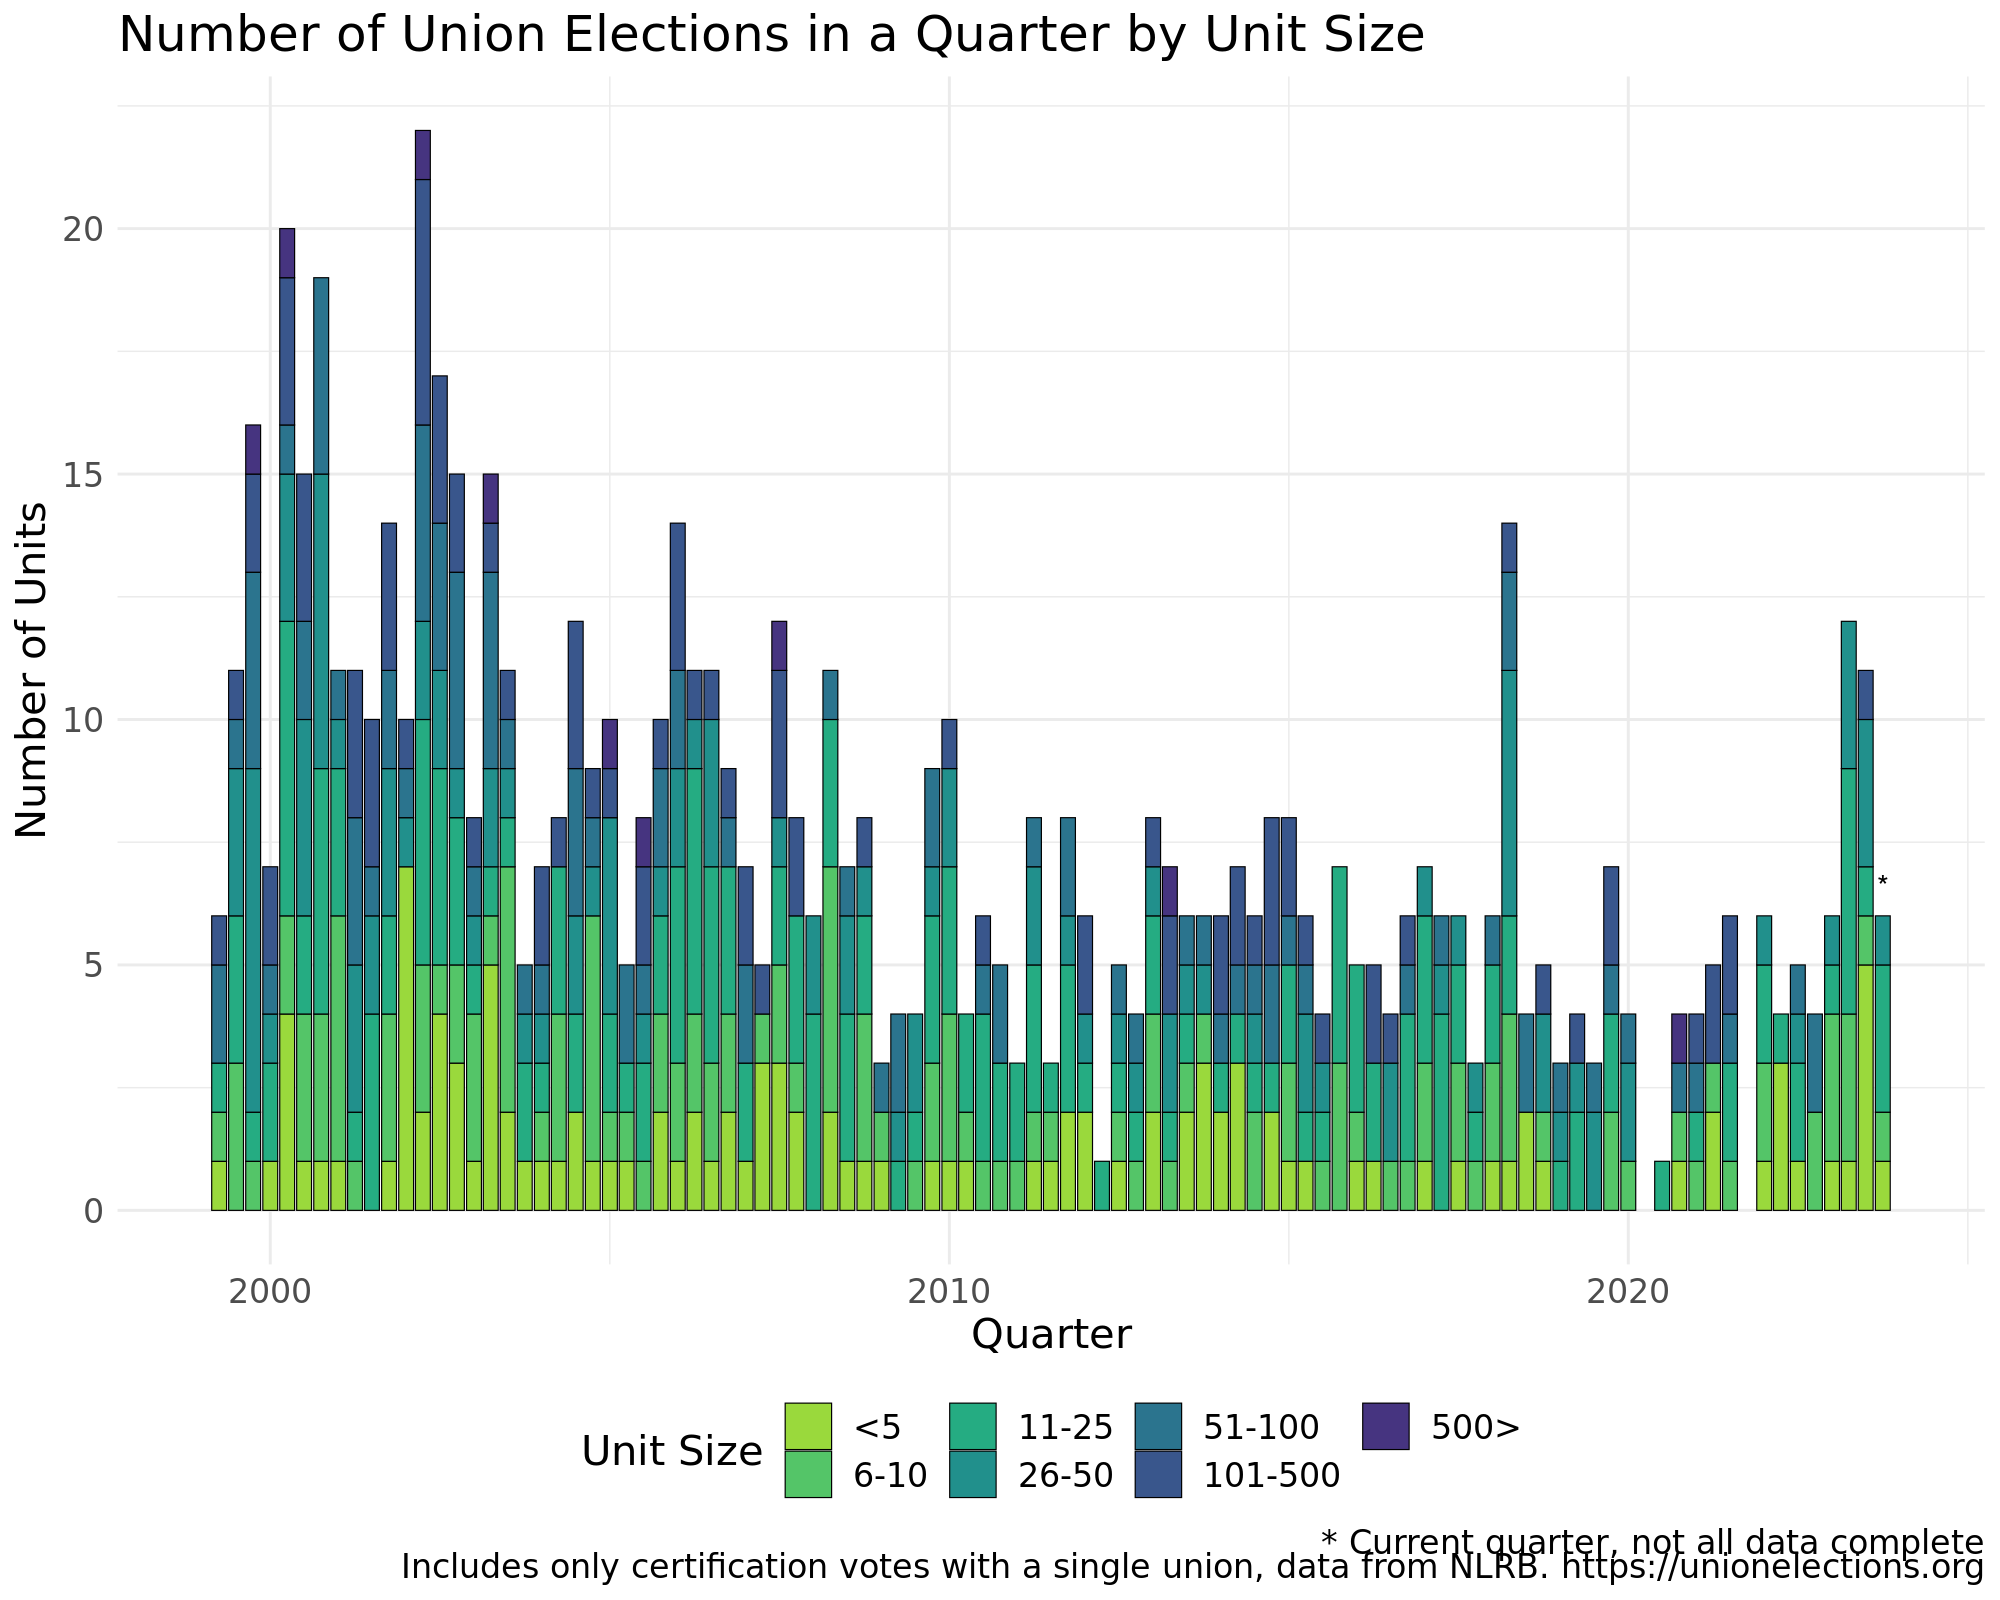 Number of Union Elections in a Quarter by Unit Size
Number of Units
20
15
10
5
0
*
2000 2010 2020
Quarter
Unit Size
<5 11-25 51-100 500>
6-10 26-50 101-500
* Current quarter, not all data complete
Includes only certification votes with a single union, data from NLRB. https://unionelections.org